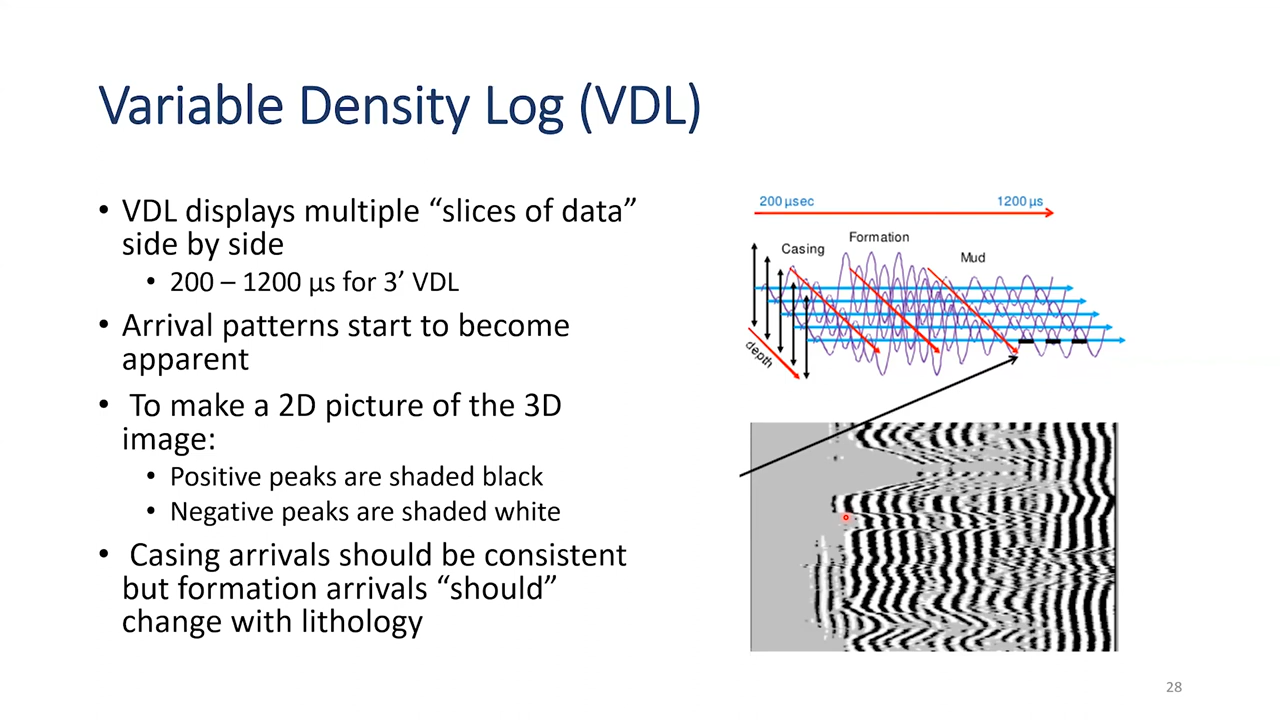 Variable Density Log (VDL)
• VDL displays multiple “slices of data”
side by side
• 200 – 1200 µs for 3’ VDL
• Arrival patterns start to become
apparent
• To make a 2D picture of the 3D
image:
• Positive peaks are shaded black
• Negative peaks are shaded white
• Casing arrivals should be consistent
but formation arrivals “should”
change with lithology
200 µsec
1200 µs
Casing
Formation
Mud
depth
28